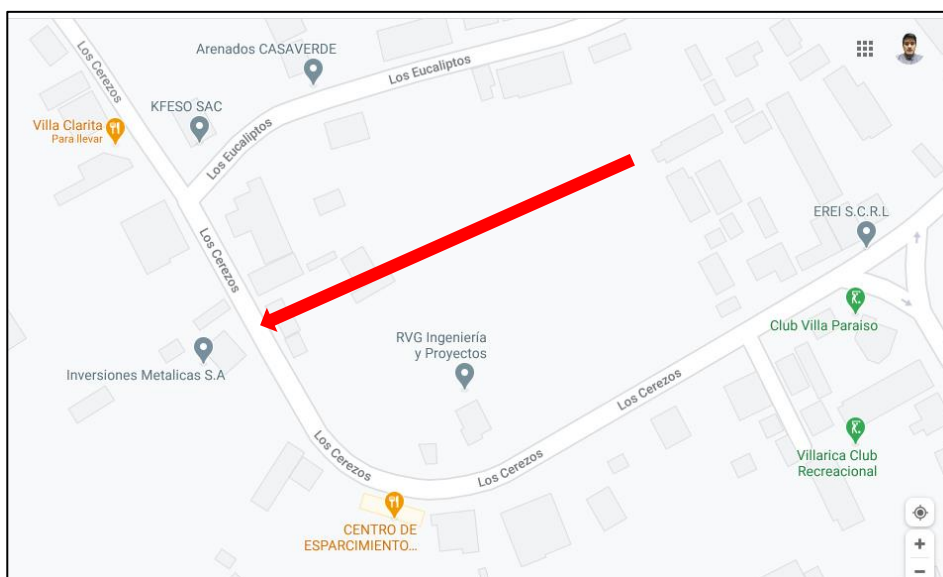 Los Cerezos
Arenados CASAVERDE
Los Eucaliptos
KFESO SAC
Villa Clarita
Para llevar
Los Eucaliptos
EREI S.C.R.L
Los Cerezos
Club Villa Paraiso
RVG Ingeniería
y Proyectos
Inversiones Metalicas S.A
Los Cerezos
Los Cerezos
Villarica Club
Recreacional
Los Cerezos
CENTRO DE
ESPARCIMIENTO...
+
−